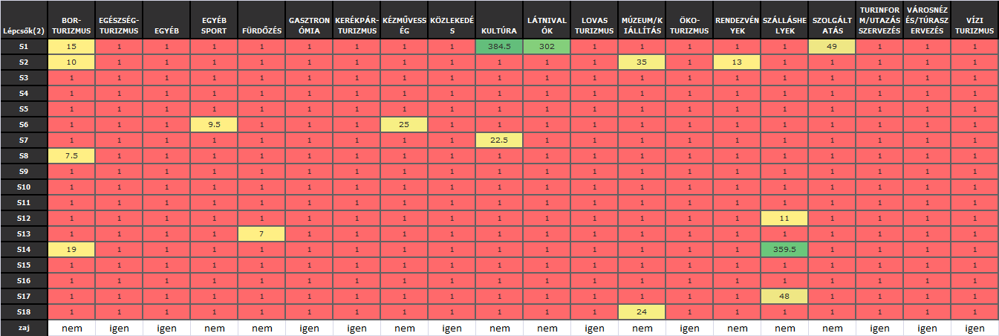 Lépcsők(2)
BOR-
TURIZMUS
EGÉSZSÉG-
TURIZMUS
EGYÉB
EGYÉB
SPORT
FÜRDŐZÉS
GASZTRON
ÓMIA
KERÉKPÁR-
TURIZMUS
KÉZMŰVESS
ÉG
KÖZLEKEDÉ
S
KULTÚRA
LÁTNIVAL
ÓK
LOVAS
TURIZMUS
MÚZEUM/K
IÁLLÍTÁS
ÖKO-
TURIZMUS
RENDEZVÉN
YEK
SZÁLLÁSHE
LYEK
SZOLGÁLT
ATÁS
TURINFOR
M/UTAZÁS
SZERVEZÉS
VÁROSNÉZ
ÉS/TÚRASZ
ERVEZÉS
VÍZI
TURIZMUS
S1 15 1 1 1 1 1 1 1 1 384.5 302 1 1 1 1 1 49 1 1 1
S2 10 1 1 1 1 1 1 1 1 1 1 1 35 1 13 1 1 1 1 1
S3 1 1 1 1 1 1 1 1 1 1 1 1 1 1 1 1 1 1 1 1
S4 1 1 1 1 1 1 1 1 1 1 1 1 1 1 1 1 1 1 1 1
S5 1 1 1 1 1 1 1 1 1 1 1 1 1 1 1 1 1 1 1 1
S6 1 1 1 9.5 1 1 1 25 1 1 1 1 1 1 1 1 1 1 1 1
S7 1 1 1 1 1 1 1 1 1 22.5 1 1 1 1 1 1 1 1 1 1
S8 7.5 1 1 1 1 1 1 1 1 1 1 1 1 1 1 1 1 1 1 1
S9 1 1 1 1 1 1 1 1 1 1 1 1 1 1 1 1 1 1 1 1
S10 1 1 1 1 1 1 1 1 1 1 1 1 1 1 1 1 1 1 1 1
S11 1 1 1 1 1 1 1 1 1 1 1 1 1 1 1 1 1 1 1 1
S12 1 1 1 1 1 1 1 1 1 1 1 1 1 1 1 11 1 1 1 1
S13 1 1 1 1 7 1 1 1 1 1 1 1 1 1 1 1 1 1 1 1
S14 19 1 1 1 1 1 1 1 1 1 1 1 1 1 1 359.5 1 1 1 1
S15 1 1 1 1 1 1 1 1 1 1 1 1 1 1 1 1 1 1 1 1
S16 1 1 1 1 1 1 1 1 1 1 1 1 1 1 1 1 1 1 1 1
S17 1 1 1 1 1 1 1 1 1 1 1 1 1 1 1 48 1 1 1 1
S18 1 1 1 1 1 1 1 1 1 1 1 1 24 1 1 1 1 1 1 1
zaj nem igen igen nem nem igen igen nem igen nem nem igen nem igen nem nem nem igen igen igen